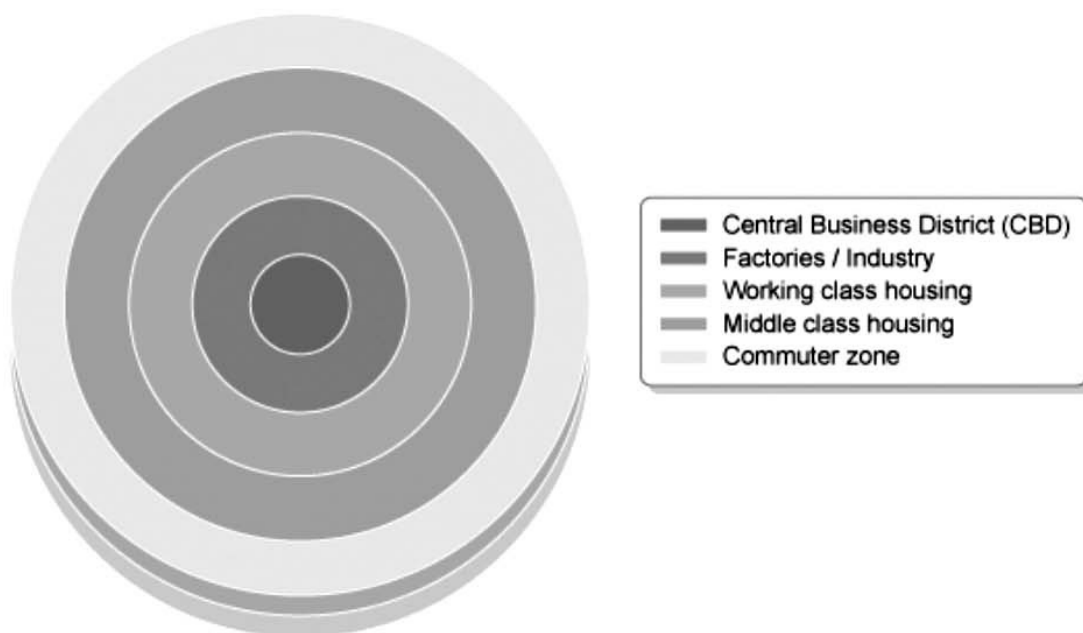 Central Business District (CBD)
Factories / Industry
Working class housing
Middle class housing
Commuter zone